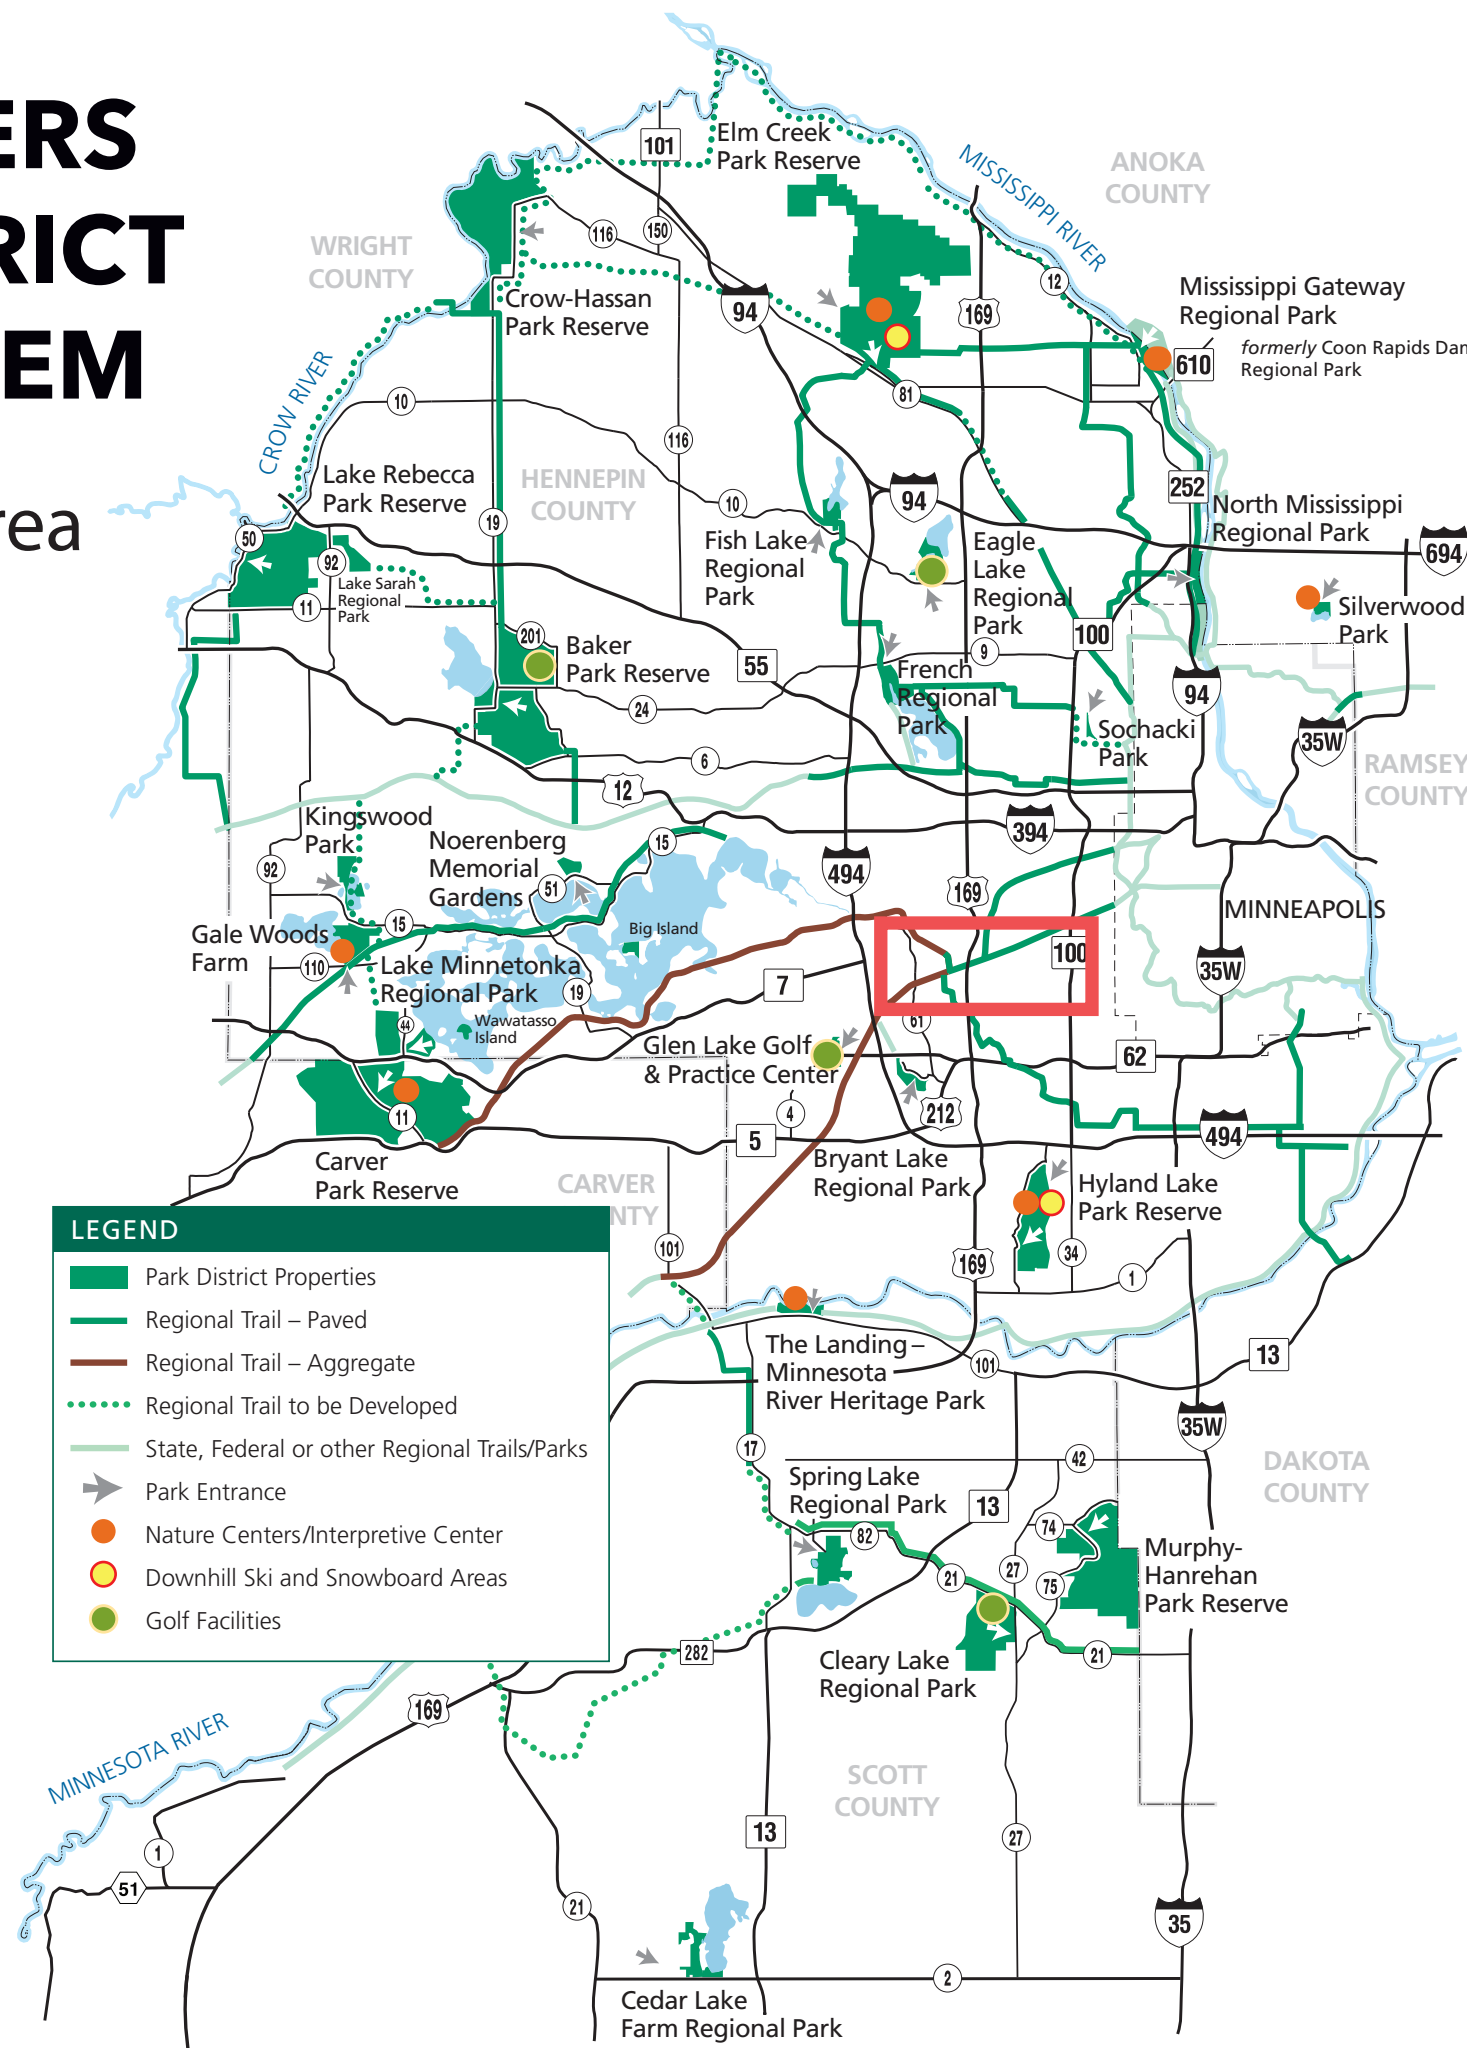 ERS
RICT
EM
rea
101
Elm Creek
Park Reserve
ANOKA
COUNTY
MISSISSIPPI RIVER
WRIGHT
COUNTY
116
150
12
Crow-Hassan
Park Reserve
94
169
Mississippi Gateway
Regional Park
formerly Coon Rapids Dam
Regional Park
610
CROW RIVER
10
81
116
Lake Rebecca
Park Reserve
HENNEPIN
COUNTY
10
94
252
North Mississippi
Regional Park
694
50
92
19
Fish Lake
Regional
Park
Eagle
Lake
Regional
Park
Lake Sarah
Regional
Park
11
Silverwood
Park
201
Baker
Park Reserve
55
100
9
French
Regional
Park
94
24
Sochacki
Park
35W
RAMSEY
COUNTY
6
12
Kingswood
Park
Noerenberg
Memorial
Gardens
15
394
92
51
494
169
MINNEAPOLIS
15
Gale Woods
Farm
Big Island
110
Lake Minnetonka
Regional Park
100
7
19
35W
44
Wawatasso
Island
61
Glen Lake Golf
& Practice Center
62
11
4
212
5
494
Carver
Park Reserve
Bryant Lake
Regional Park
CARVER
NTY
Hyland Lake
Park Reserve
101
169
34
1
LEGEND
Park District Properties
Regional Trail – Paved
Regional Trail – Aggregate
Regional Trail to be Developed
State, Federal or other Regional Trails/Parks
Park Entrance
Nature Centers/Interpretive Center
Downhill Ski and Snowboard Areas
Golf Facilities
The Landing –
Minnesota
River Heritage Park
101
13
35W
17
42
DAKOTA
COUNTY
Spring Lake
Regional Park
13
82
74
27
75
21
Murphy-
Hanrehan
Park Reserve
282
Cleary Lake
Regional Park
21
169
MINNESOTA RIVER
SCOTT
COUNTY
13
27
1
51
21
35
2
Cedar Lake
Farm Regional Park